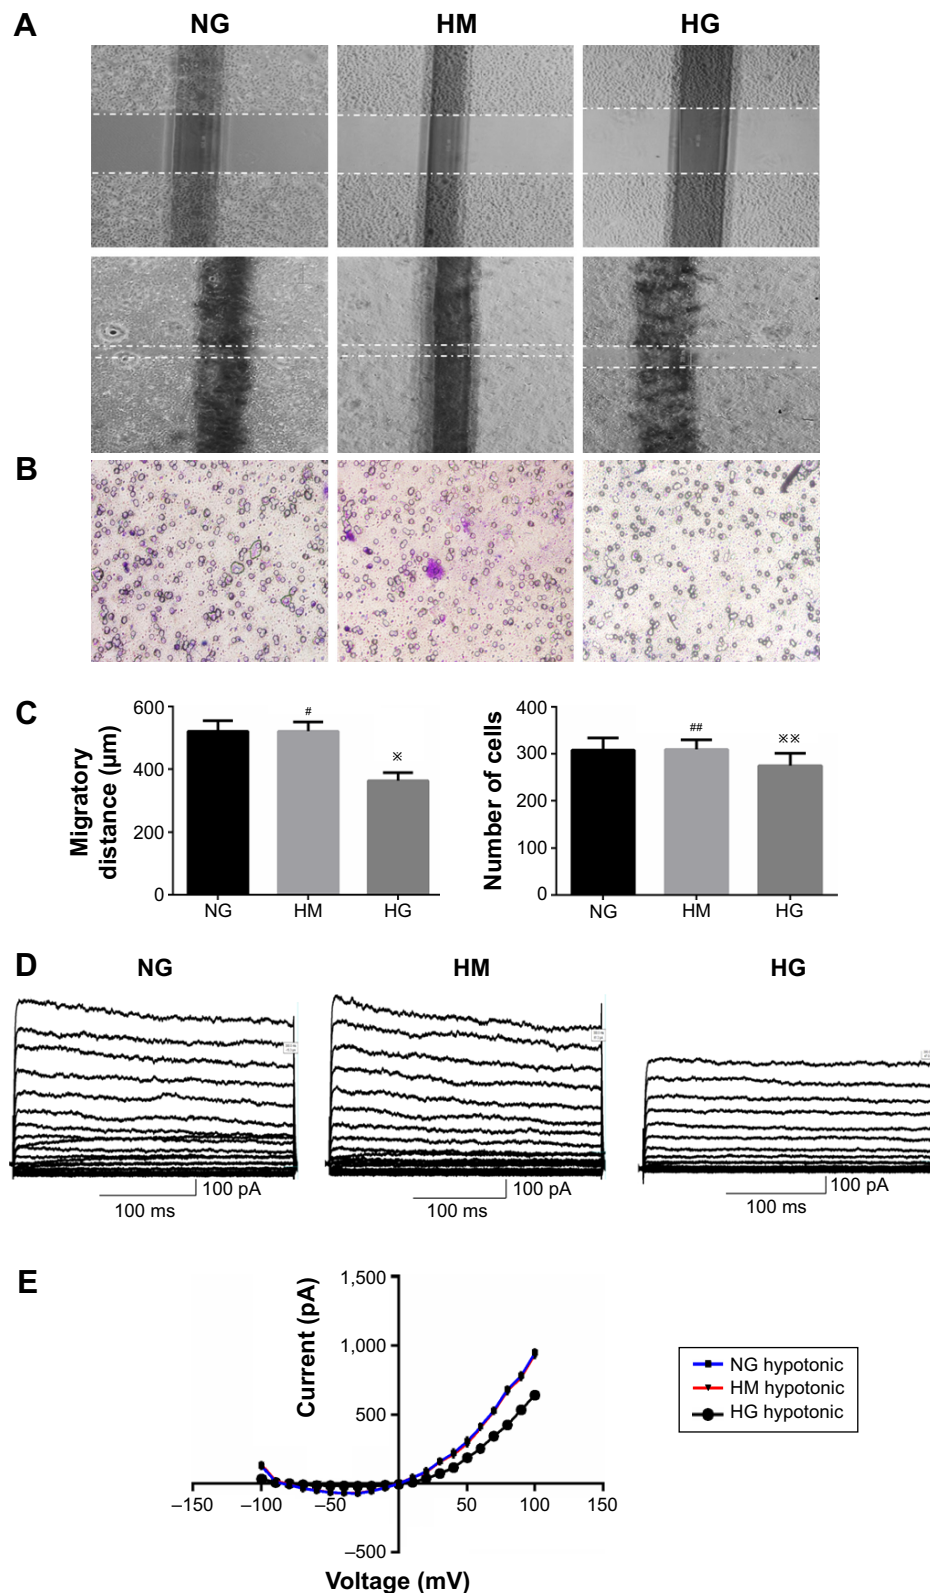 A
NG
HM
HG
B
C
Migratory
distance (µm)
600
400
200
0
#
※
NG
HM
HG
Number of cells
400
300
200
100
0
##
※※
NG
HM
HG
D
NG
HM
HG
100 pA
100 ms
100 pA
100 ms
100 pA
100 ms
E
Current (pA)
1,500
1,000
500
–500
–150
–100
–50
0
50
100
150
Voltage (mV)
NG hypotonic
HM hypotonic
HG hypotonic